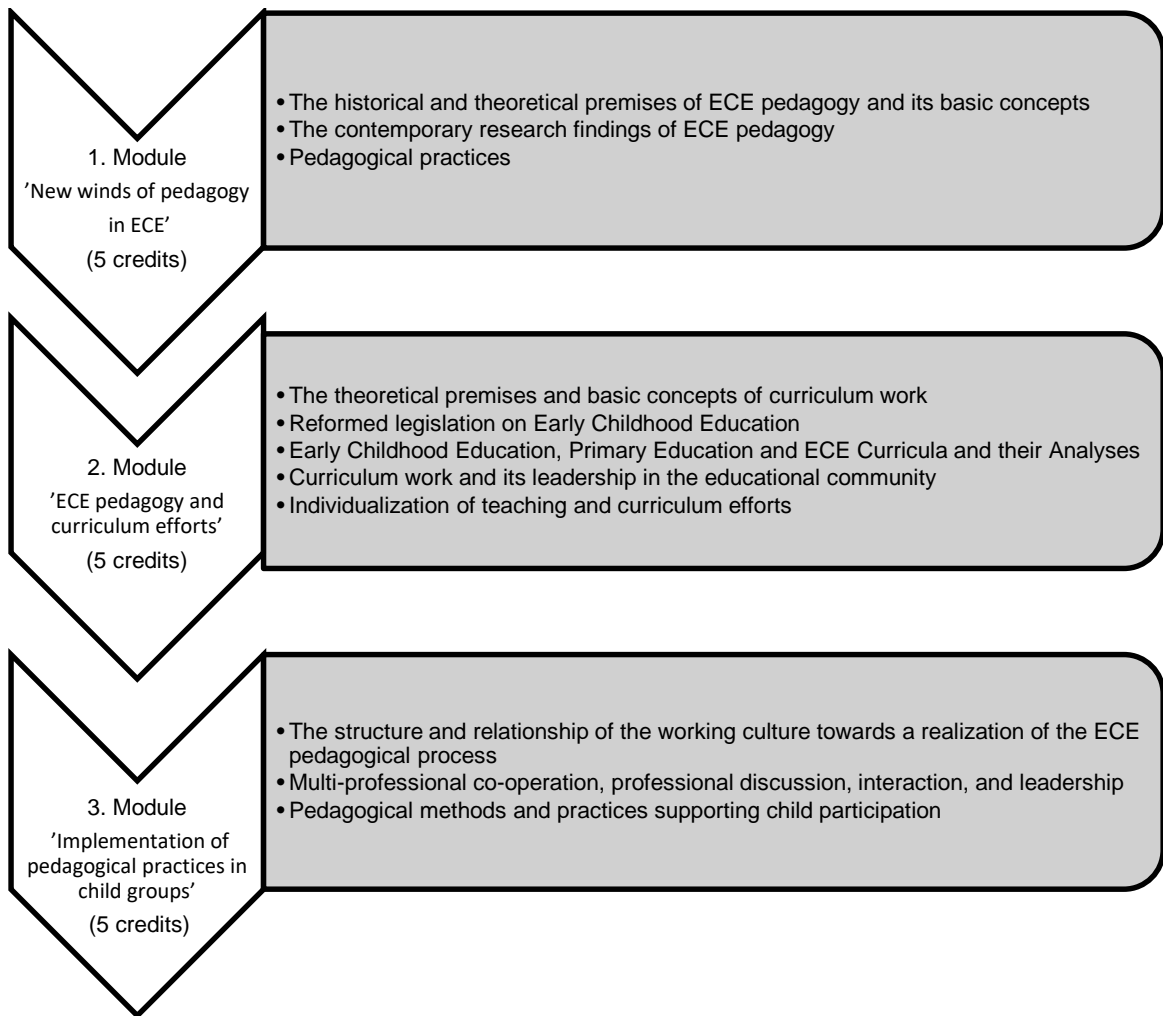 1. Module
’New winds of pedagogy
in ECE’
(5 credits)
• The historical and theoretical premises of ECE pedagogy and its basic concepts
• The contemporary research findings of ECE pedagogy
• Pedagogical practices
2. Module
’ECE pedagogy and
curriculum efforts’
(5 credits)
• The theoretical premises and basic concepts of curriculum work
• Reformed legislation on Early Childhood Education
• Early Childhood Education, Primary Education and ECE Curricula and their Analyses
• Curriculum work and its leadership in the educational community
• Individualization of teaching and curriculum efforts
3. Module
’Implementation of
pedagogical practices in
child groups’
(5 credits)
• The structure and relationship of the working culture towards a realization of the ECE
pedagogical process
• Multi-professional co-operation, professional discussion, interaction, and leadership
• Pedagogical methods and practices supporting child participation